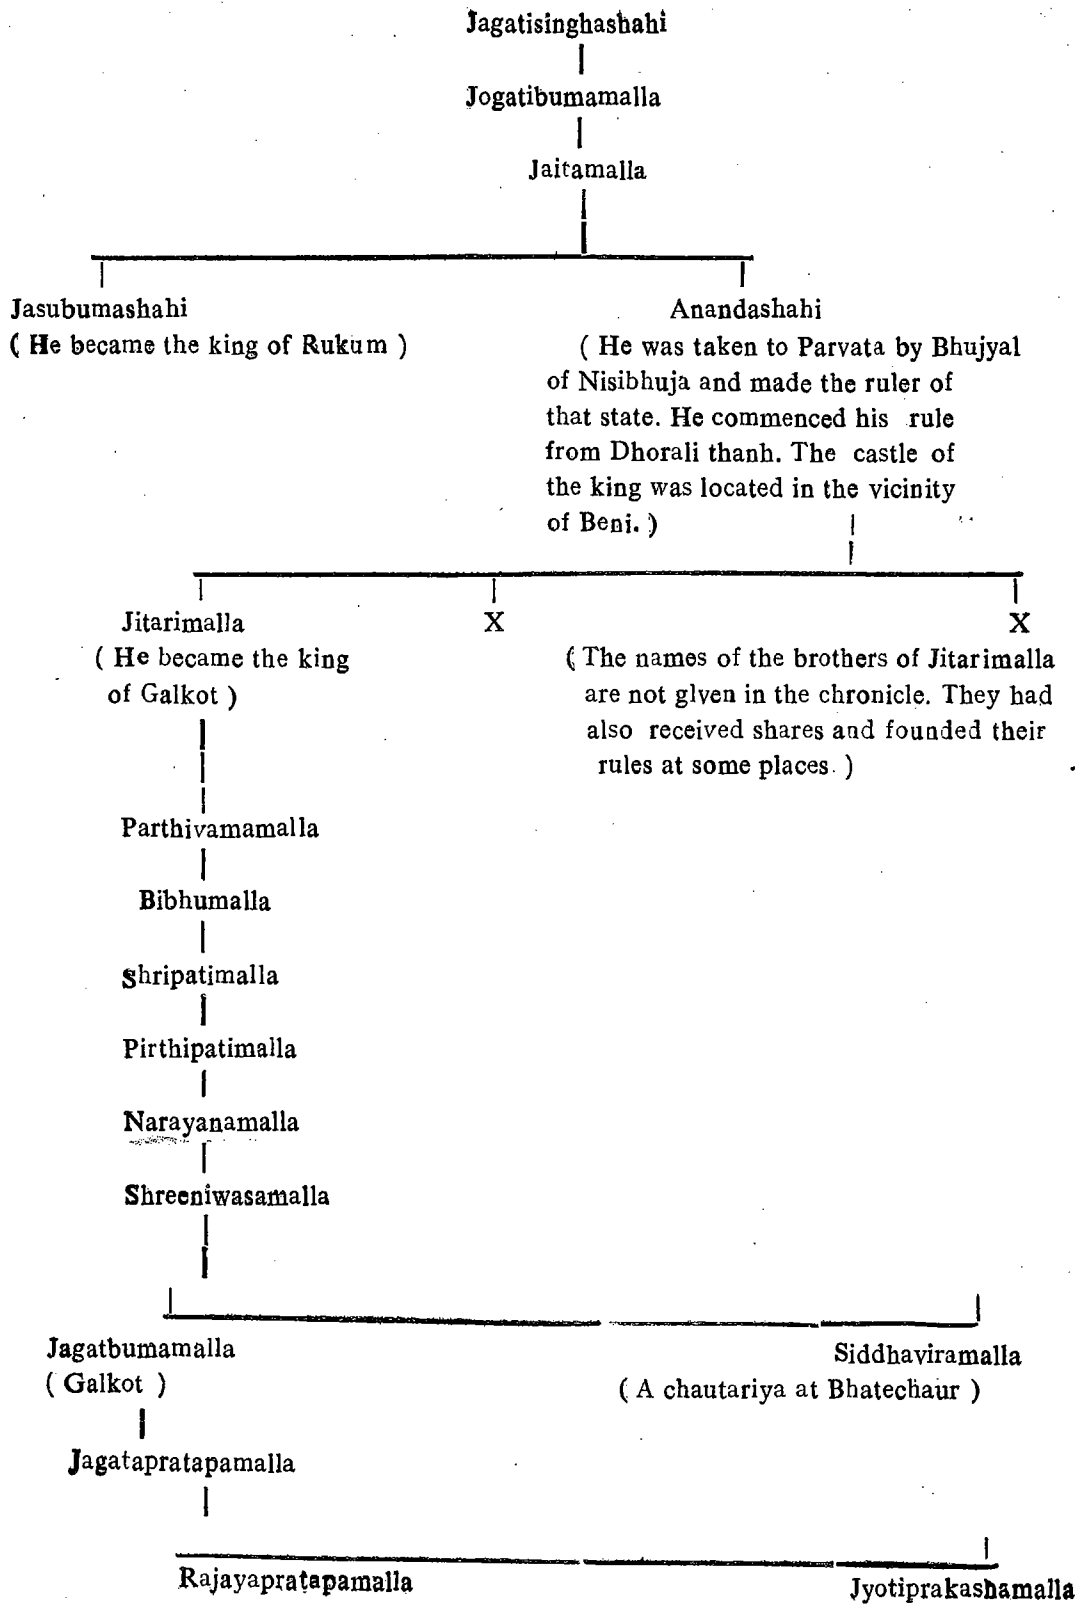 Jagatisinghashahi
Jogatibumamalla
Jaitamalla
Jasubumashahi
( He became the king of Rukum )
Anandashahi
( He was taken to Parvata by Bhujyal
of Nisibhuja and made the ruler of
that state. He commenced his rule
from Dhorali thanh. The castle of
the king was located in the vicinity
of Beni. )
Jitarimalla
( He became the king
of Galkot )
X
X
( The names of the brothers of Jitarimalla
are not glven in the chronicle. They had
also received shares and founded their
rules at some places. )
Parthivamamalla
Bibhumalla
Shripatimalla
Pirthipatimalla
Narayanamalla
Shreeniwasamalla
Jagatbumamalla
( Galkot )
Siddhaviramalla
( A chautariya at Bhatechaur )
Jagatapratapamalla
Rajayapratapamalla
Jyotiprakashamalla